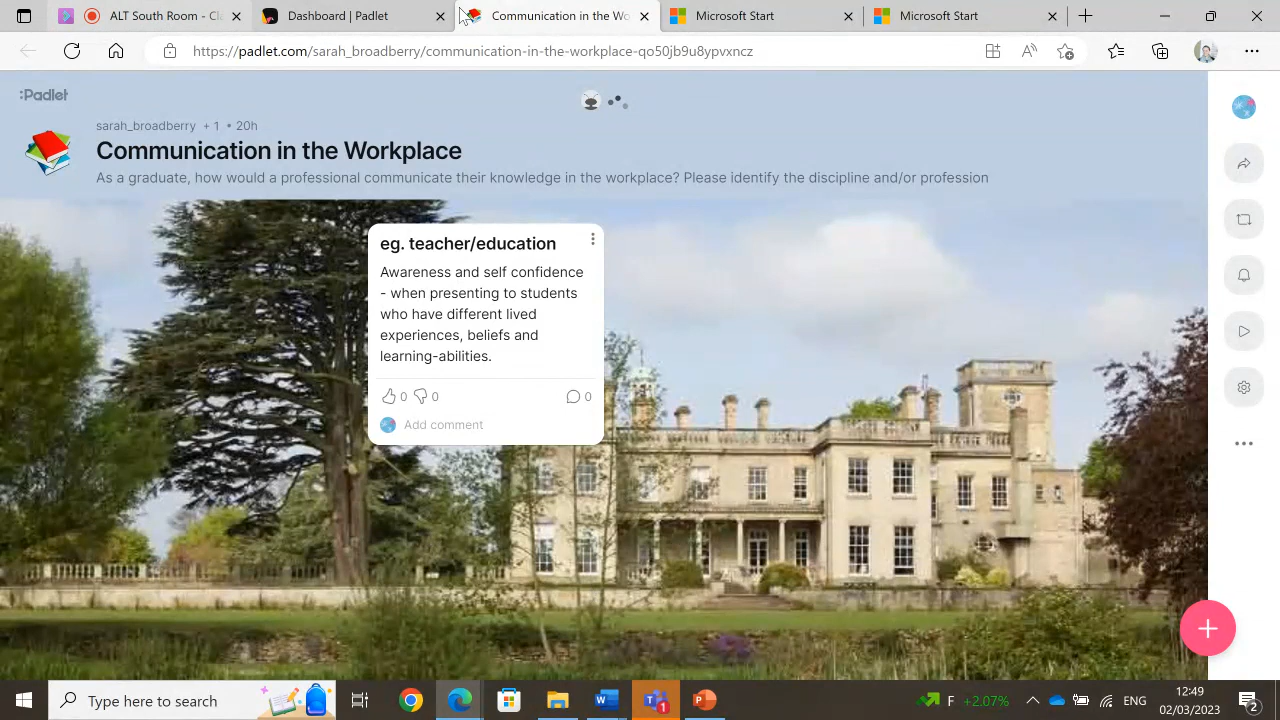 ALT South Room - Cl
Dashboard | Padlet
Communication in the Wo
Microsoft Start
Microsoft Start
https://padlet.com/sarah_broadberry/communication-in-the-workplace-qo50jb9u8ypvxncz
:Padlet
sarah_broadberry + 1 • 20h
Communication in the Workplace
As a graduate, how would a professional communicate their knowledge in the workplace? Please identify the discipline and/or profession
eg. teacher/education
Awareness and self confidence
- when presenting to students
who have different lived
experiences, beliefs and
learning-abilities.
0 0 0
Add comment
Type here to search
F +2.07%
ENG
12:49
02/03/2023
1
2